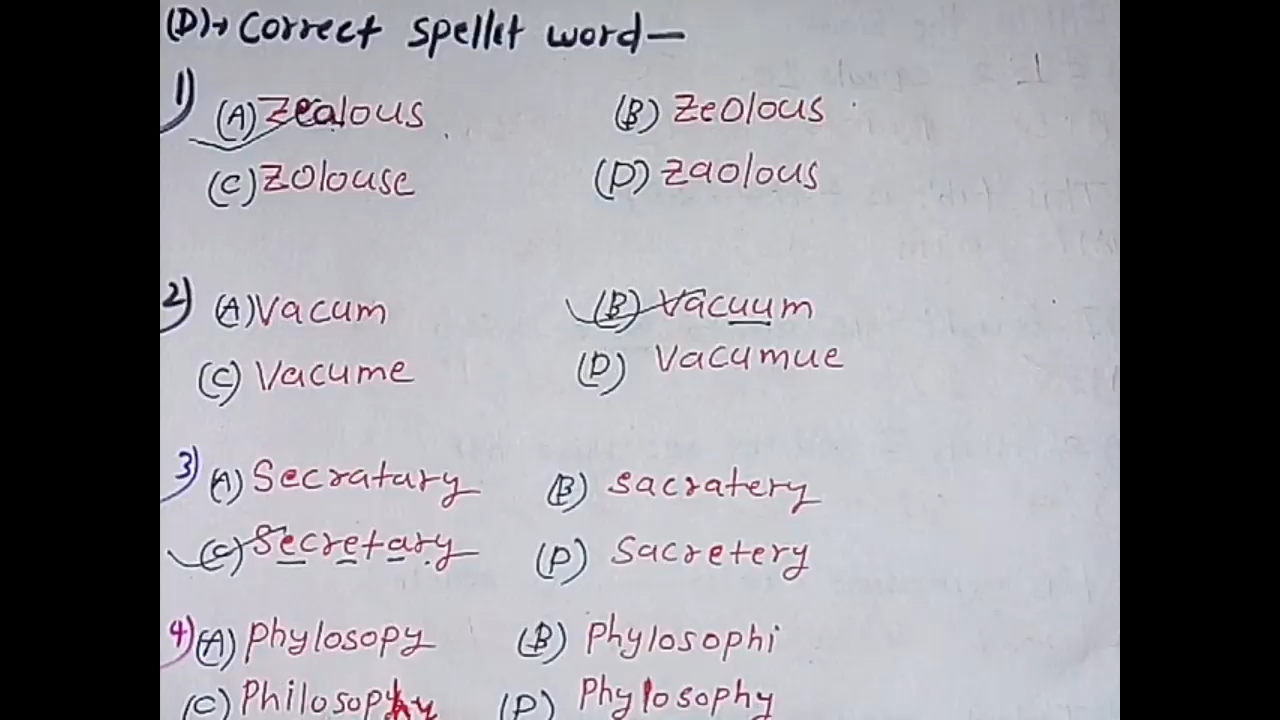 (D)→ Correct spellet word—
1) (A) Zealous (B) Zeolous
(C) Zolouse (D) Zaolous
2) (A) Vacum (B) Vacuum
(C) Vacume (D) Vacumue
3) (A) Secratary (B) Sacratery
(C) Secretary (D) Sacretery
4) (A) Phylosopy (B) Phylosophi
(C) Philosophy (D) Phylosophy